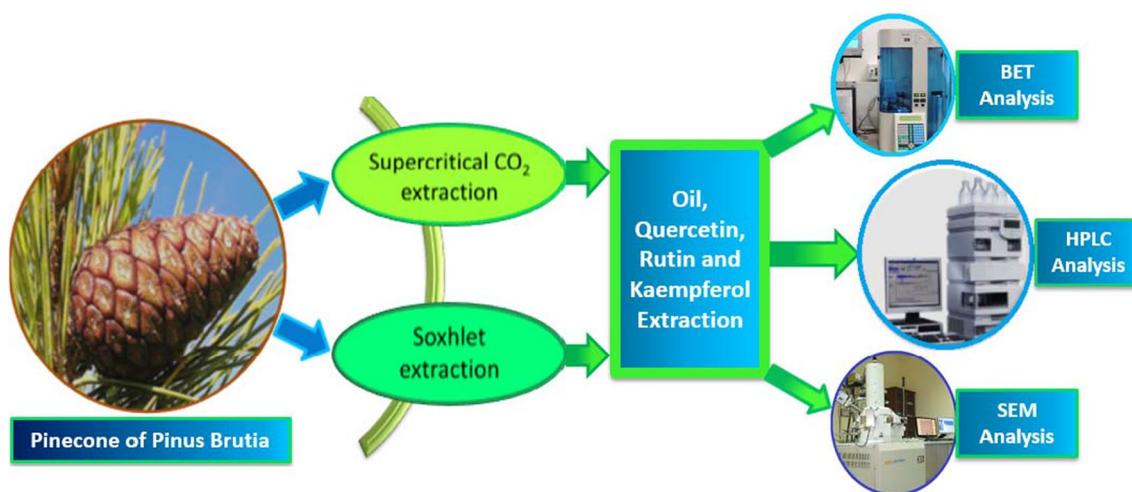 Pinecone of Pinus Brutia
Supercritical CO₂
extraction
Soxhlet
extraction
Oil,
Quercetin,
Rutin and
Kaempferol
Extraction
BET
Analysis
HPLC
Analysis
SEM
Analysis